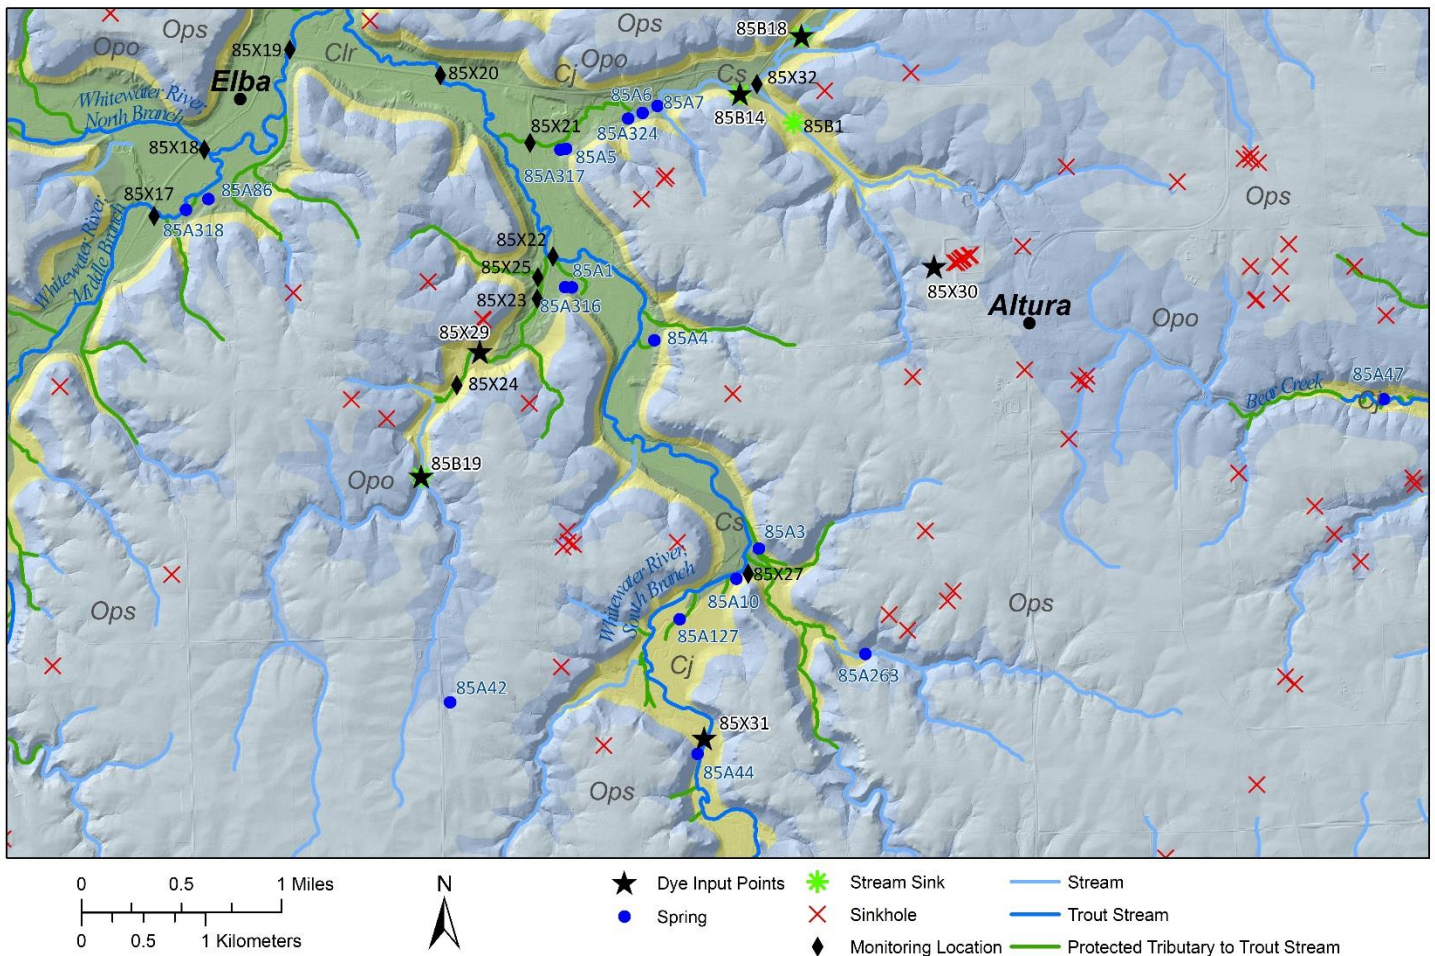 Ops
Ops
85B18
Opo
85X19
Clr
Opo
Cj
Cs
85X20
85X32
Elba
85A6
85A7
Whitewater River,
North Branch
85B14
85A324
85B1
85X21
85X18
85A5
85A317
85A86
85X17
Ops
85A318
Whitewater River,
Middle Branch
85X22
85A1
85X25
85X23
85A316
85X30
Altura
Opo
85X29
85A4
85X24
85A47
Bear Creek
Cj
85B19
Opo
Cs
85A3
85X27
Whitewater River,
South Branch
85A10
Ops
Ops
85A127
Cj
85A263
85A42
85X31
85A44
Ops
0 0.5 1 Miles
0 0.5 1 Kilometers
N
Dye Input Points
Spring
Stream Sink
Sinkhole
Monitoring Location
Stream
Trout Stream
Protected Tributary to Trout Stream